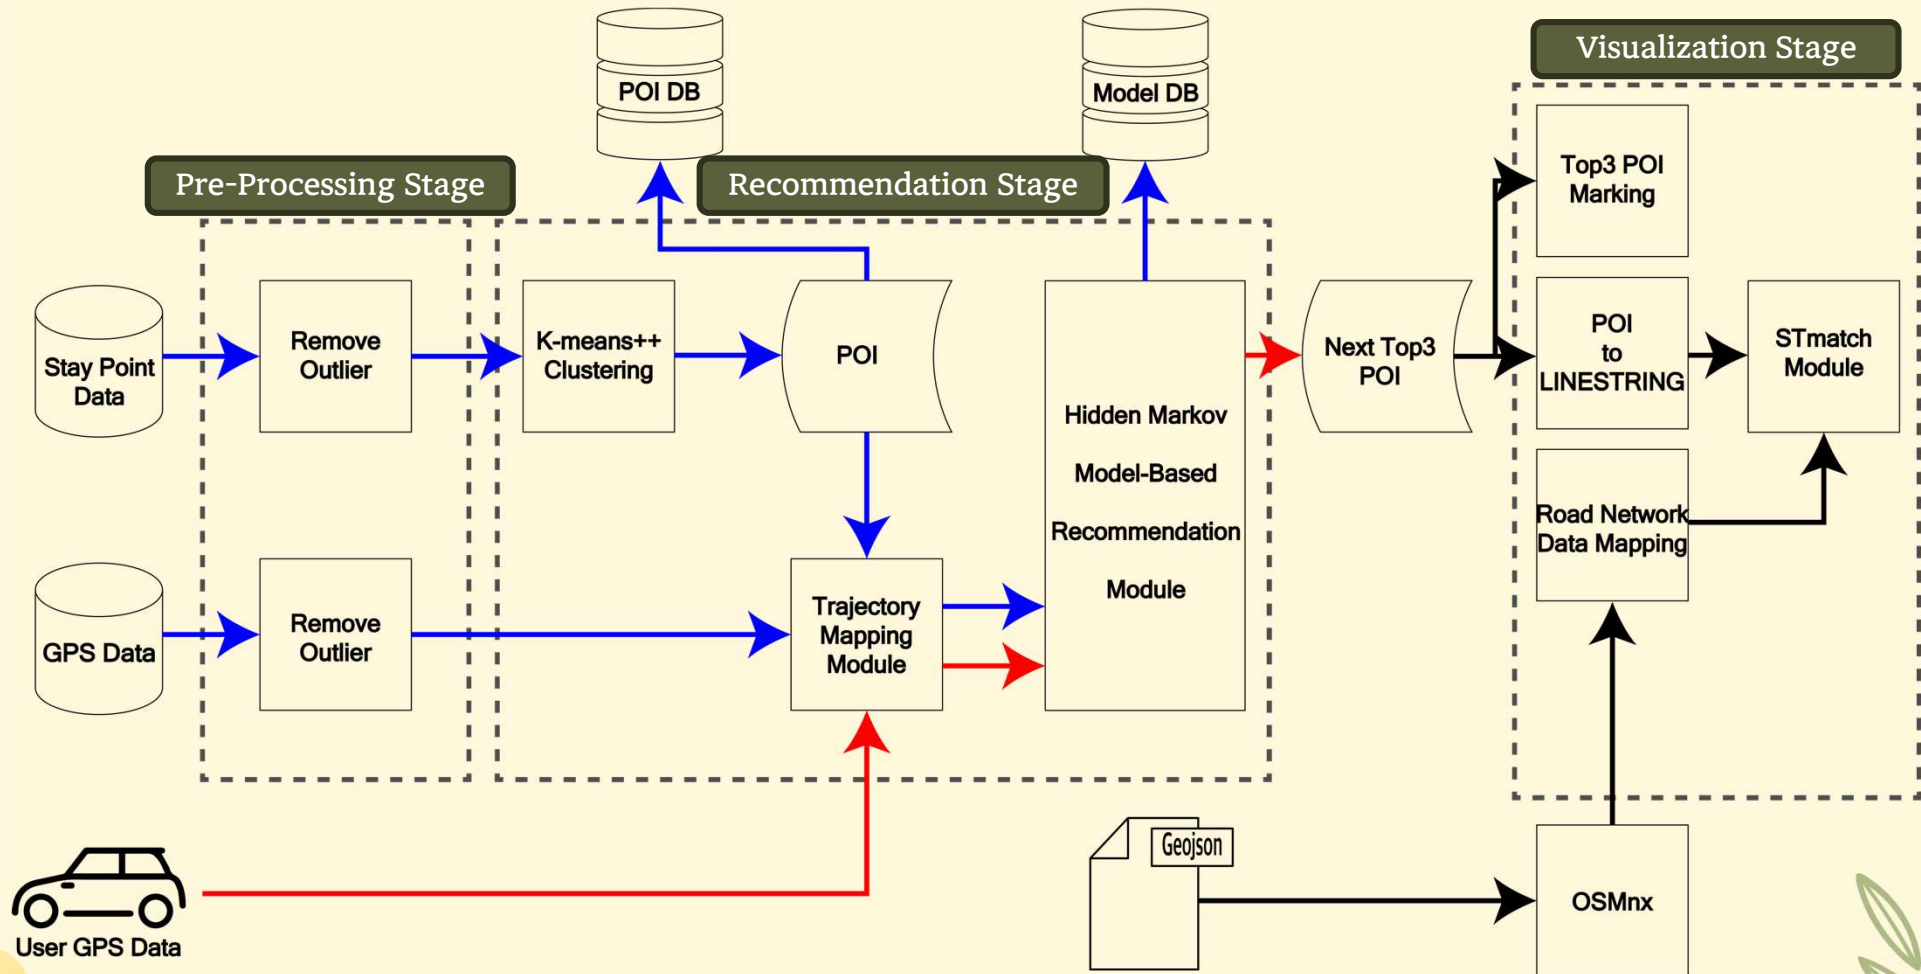 Visualization Stage
POI DB
Model DB
Pre-Processing Stage
Recommendation Stage
Top3 POI
Marking
Stay Point
Data
Remove
Outlier
K-means++
Clustering
POI
Hidden Markov
Model-Based
Recommendation
Module
Next Top3
POI
POI
to
LINESTRING
STmatch
Module
Road Network
Data Mapping
GPS Data
Remove
Outlier
Trajectory
Mapping
Module
User GPS Data
Geojson
OSMnx